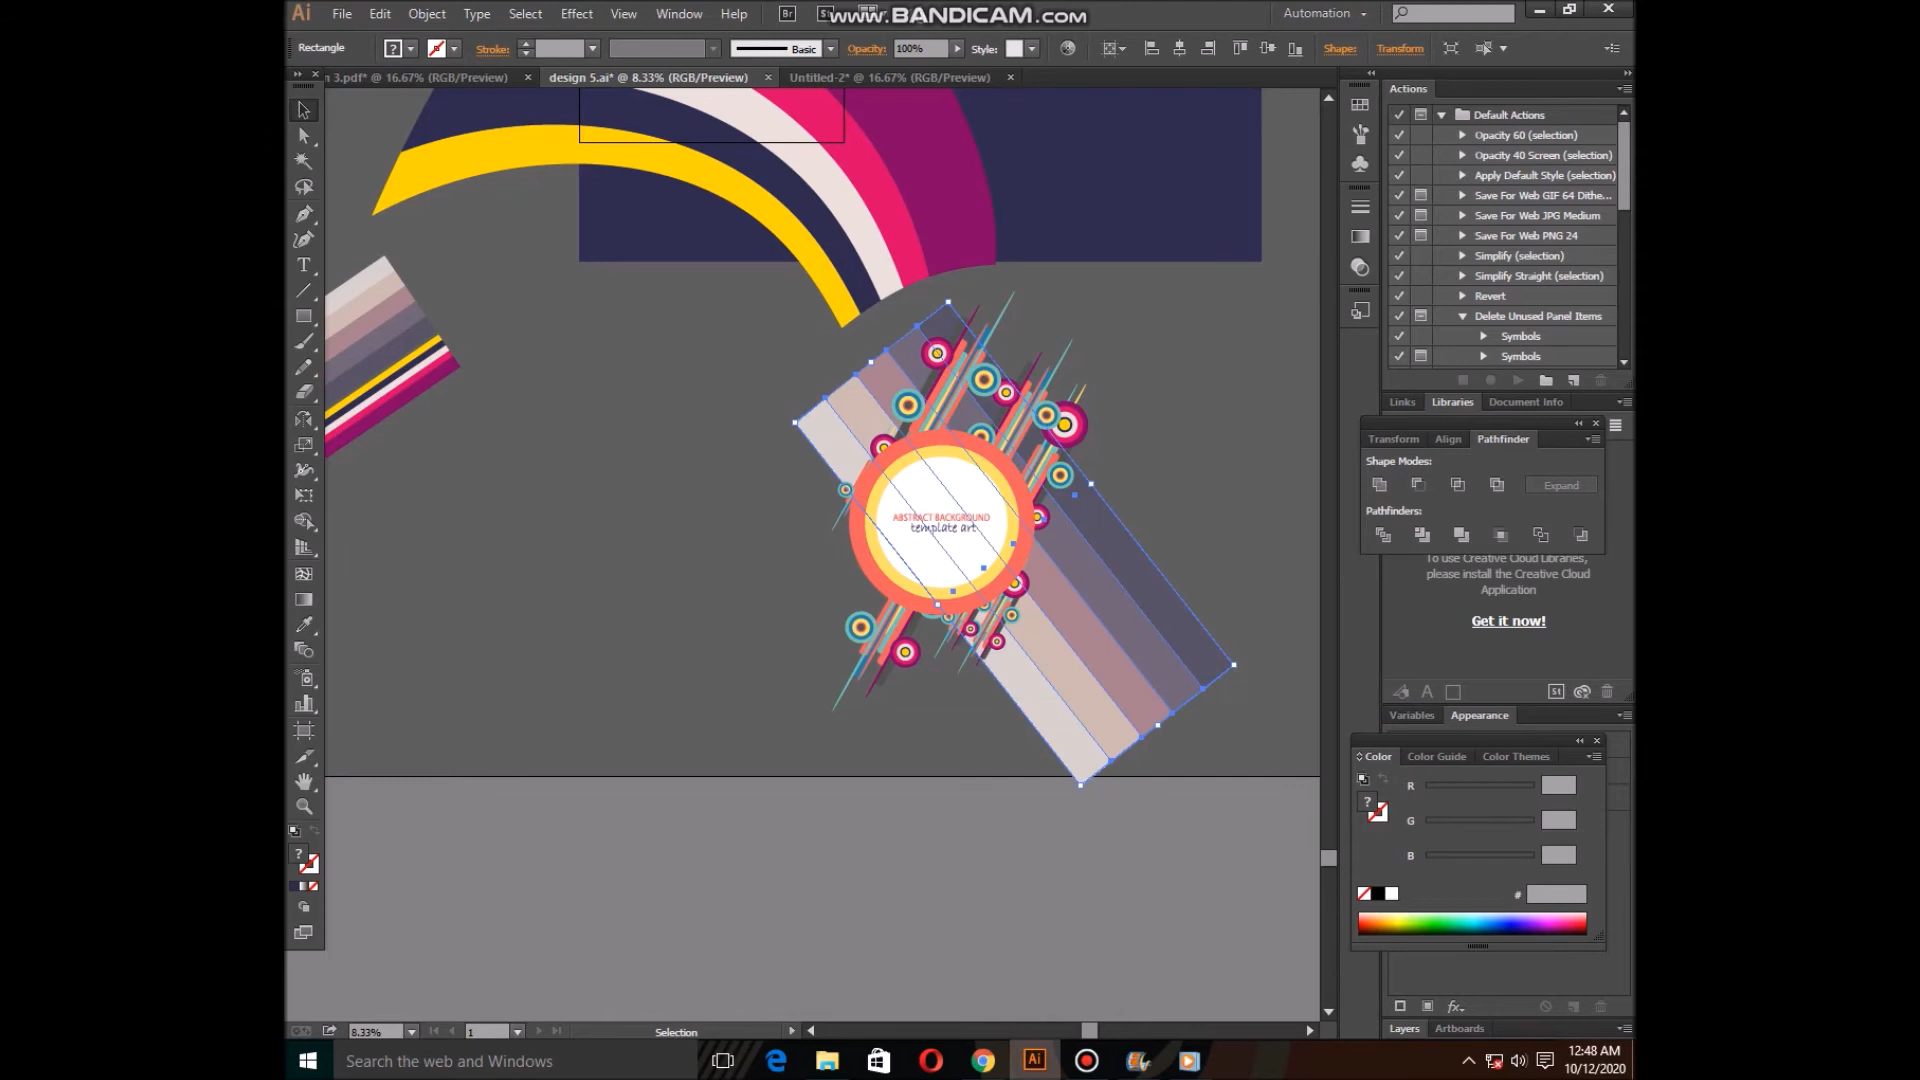 Ai File Edit Object Type Select Effect View Window Help Br St www.BANDICAM.com Automation
Rectangle ? Stroke: Basic Opacity: 100% Style: Shape: Transform
n 3.pdf* @ 16.67% (RGB/Preview) × design 5.ai* @ 8.33% (RGB/Preview) × Untitled-2* @ 16.67% (RGB/Preview) ×
Actions
Default Actions
Opacity 60 (selection)
Opacity 40 Screen (selection)
Apply Default Style (selection)
Save For Web GIF 64 Dithe...
Save For Web JPG Medium
Save For Web PNG 24
Simplify (selection)
Simplify Straight (selection)
Revert
Delete Unused Panel Items
Symbols
Symbols
Links Libraries Document Info
Transform Align Pathfinder
Shape Modes:
Expand
Pathfinders:
To use Creative Cloud Libraries,
please install the Creative Cloud
Application
Get it now!
St
Variables Appearance
Color Color Guide Color Themes
?
R
G
B
#
fx
Layers Artboards
ABSTRACT BACKGROUND
template art
T
?
8.33% 1 Selection
Search the web and Windows
Ai
12:48 AM
10/12/2020